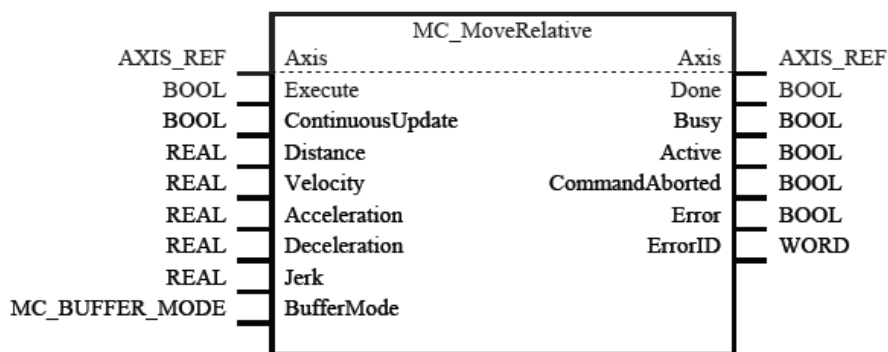 MC_MoveRelative
AXIS_REF Axis Axis AXIS_REF
BOOL Execute Done BOOL
BOOL ContinuousUpdate Busy BOOL
REAL Distance Active BOOL
REAL Velocity CommandAborted BOOL
REAL Acceleration Error BOOL
REAL Deceleration ErrorID WORD
REAL Jerk
MC_BUFFER_MODE BufferMode